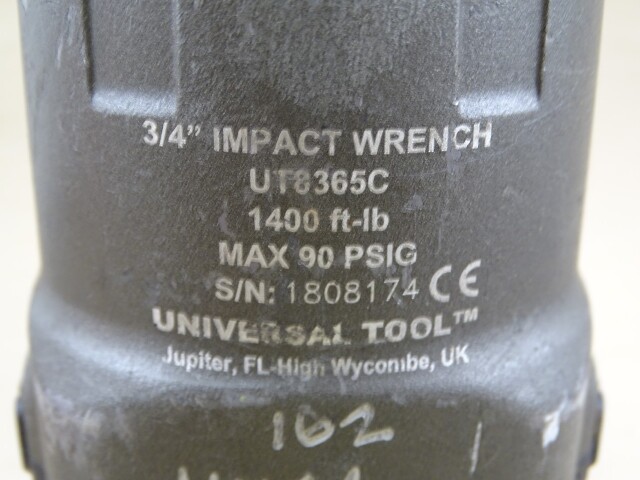 3/4” IMPACT WRENCH
UT8365C
1400 ft-lb
MAX 90 PSIG
S/N: 1808174 CE
UNIVERSAL TOOL™
Jupiter, FL-High Wycombe, UK
162